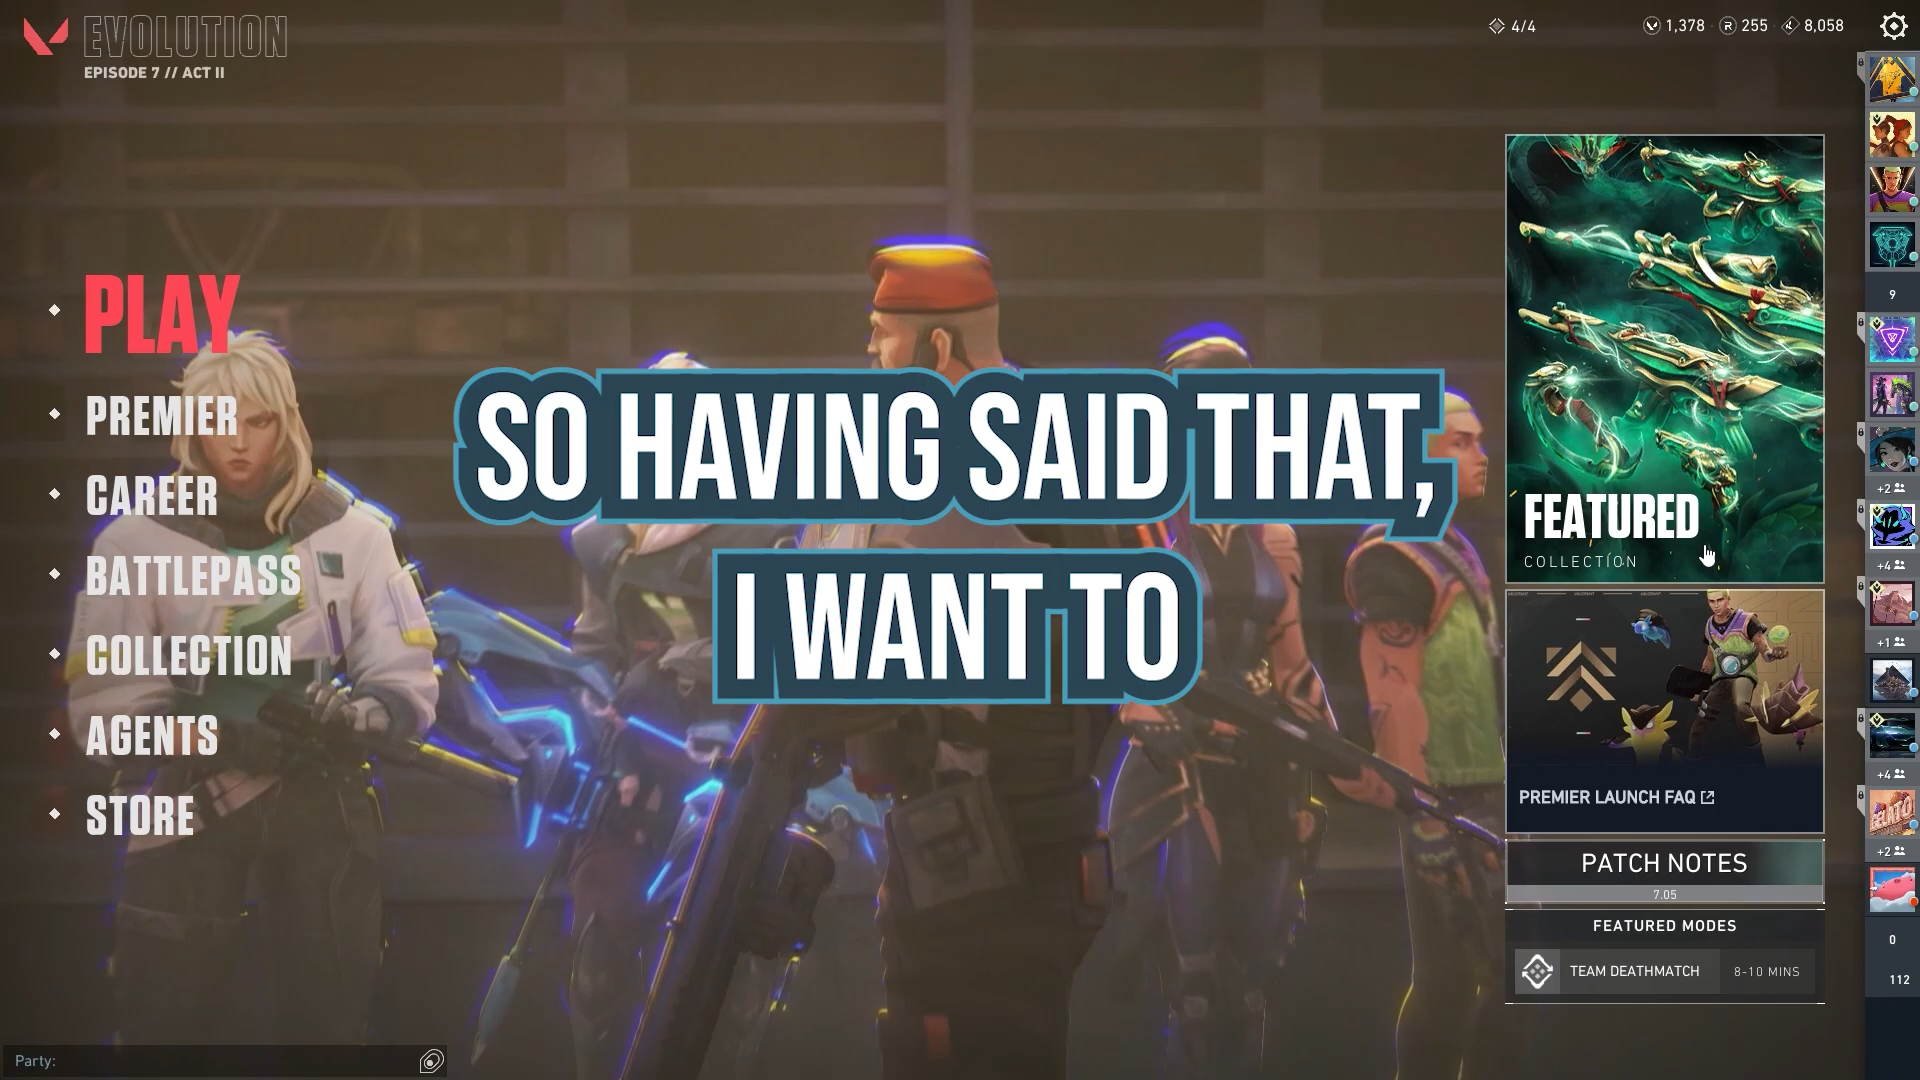 EVOLUTION
EPISODE 7 // ACT II
4/4
1,378
255
8,058
PLAY
PREMIER
CAREER
BATTLEPASS
COLLECTION
AGENTS
STORE
SO HAVING SAID THAT,
I WANT TO
FEATURED
COLLECTION
PREMIER LAUNCH FAQ
PATCH NOTES
7.05
FEATURED MODES
TEAM DEATHMATCH
8-10 MINS
9
+2
+4
+1
+4
GELATO
+2
0
112
Party: